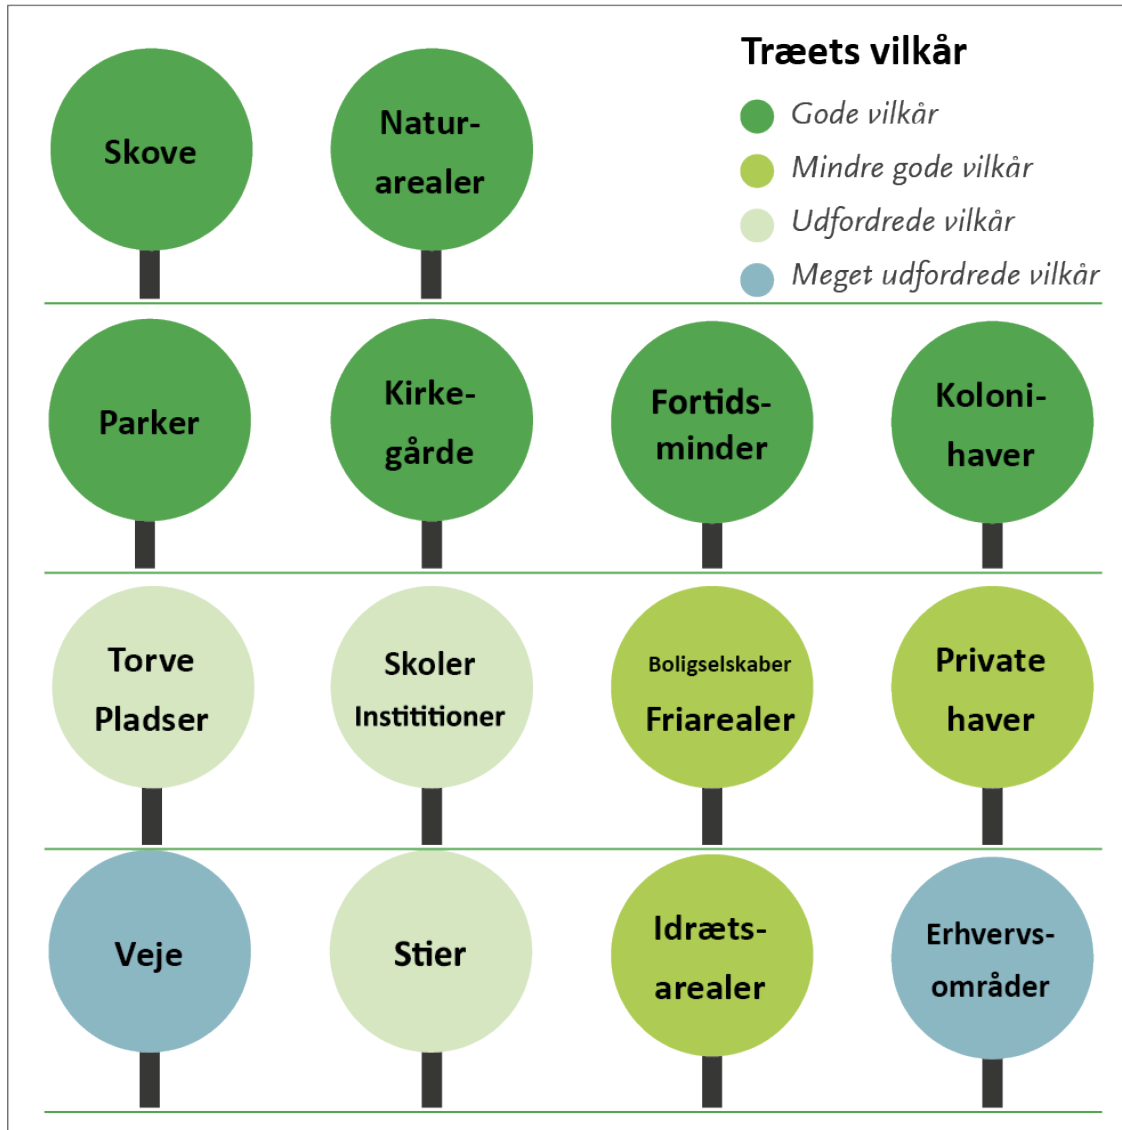 Træets vilkår
Gode vilkår
Mindre gode vilkår
Udfordrede vilkår
Meget udfordrede vilkår
Skove
Natur-
arealer
Parker
Kirke-
gårde
Fortids-
minder
Koloni-
haver
Torve
Pladser
Skoler
Instititioner
Boligselskaber
Friarealer
Private
haver
Veje
Stier
Idræts-
arealer
Erhvervs-
områder